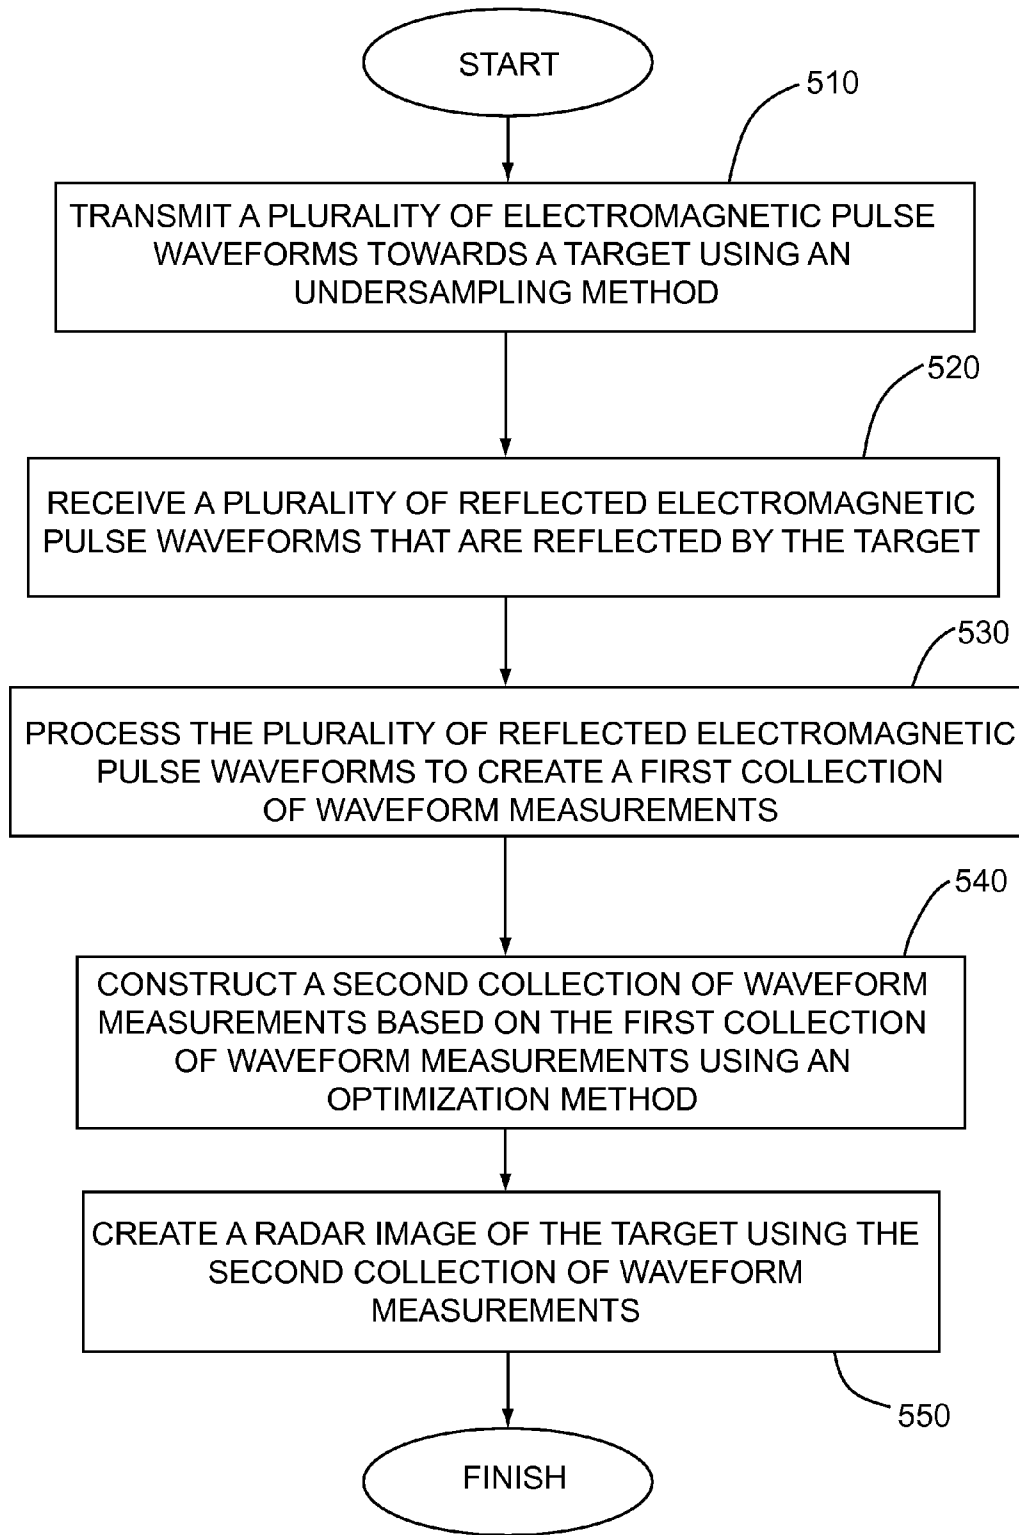 START
510
TRANSMIT A PLURALITY OF ELECTROMAGNETIC PULSE
WAVEFORMS TOWARDS A TARGET USING AN
UNDERSAMPLING METHOD
520
RECEIVE A PLURALITY OF REFLECTED ELECTROMAGNETIC
PULSE WAVEFORMS THAT ARE REFLECTED BY THE TARGET
530
PROCESS THE PLURALITY OF REFLECTED ELECTROMAGNETIC
PULSE WAVEFORMS TO CREATE A FIRST COLLECTION
OF WAVEFORM MEASUREMENTS
540
CONSTRUCT A SECOND COLLECTION OF WAVEFORM
MEASUREMENTS BASED ON THE FIRST COLLECTION
OF WAVEFORM MEASUREMENTS USING AN
OPTIMIZATION METHOD
CREATE A RADAR IMAGE OF THE TARGET USING THE
SECOND COLLECTION OF WAVEFORM
MEASUREMENTS
550
FINISH